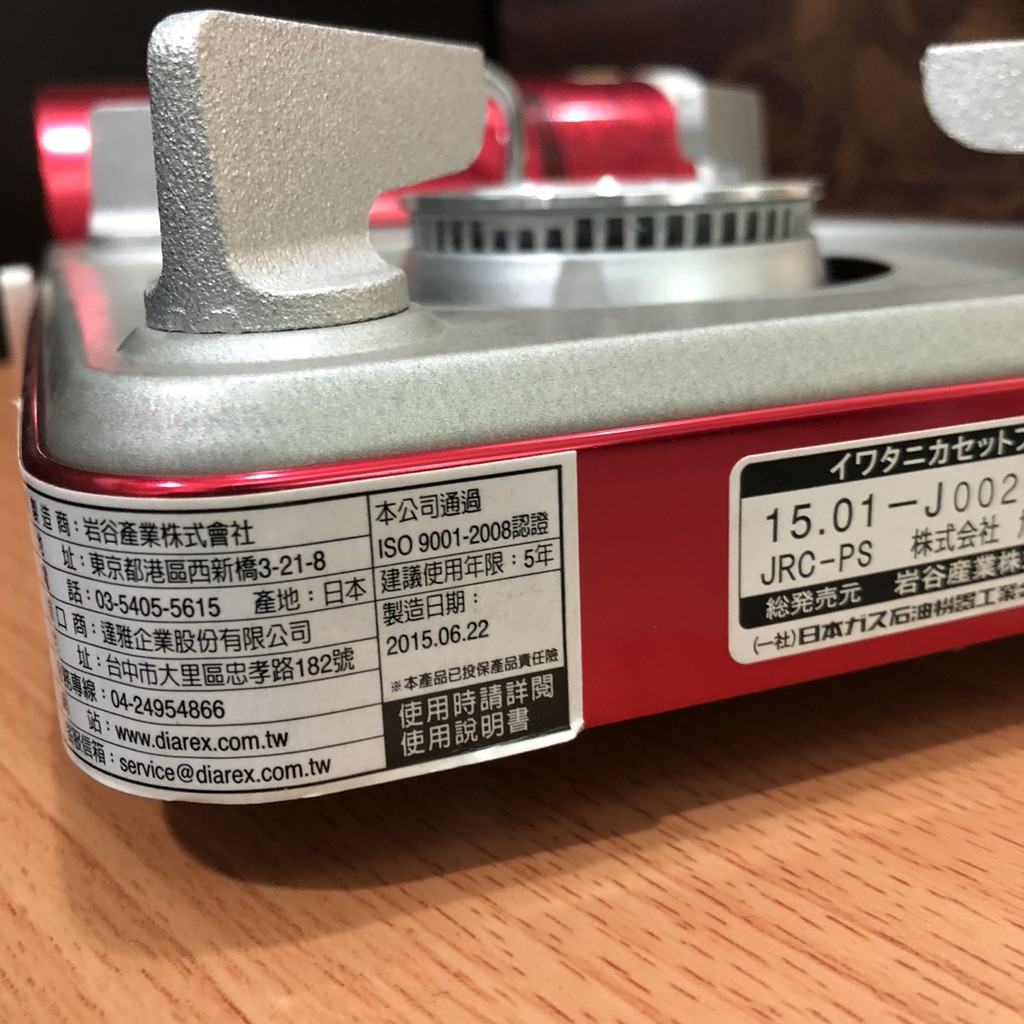 製造商：岩谷產業株式會社
址：東京都港區西新橋3-21-8
話：03-5405-5615 產地：日本
口商：達雅企業股份有限公司
址：台中市大里區忠孝路182號
專線：04-24954866
站：www.diarex.com.tw
信箱：service@diarex.com.tw
本公司通過
ISO 9001-2008認證
建議使用年限：5年
製造日期：
2015.06.22
※本產品已投保產品責任險
使用時請詳閱
使用說明書
イワタニカセットフ
15.01-J002
JRC-PS 株式会社
総発売元 岩谷産業株
(一社)日本ガス石油機器工業